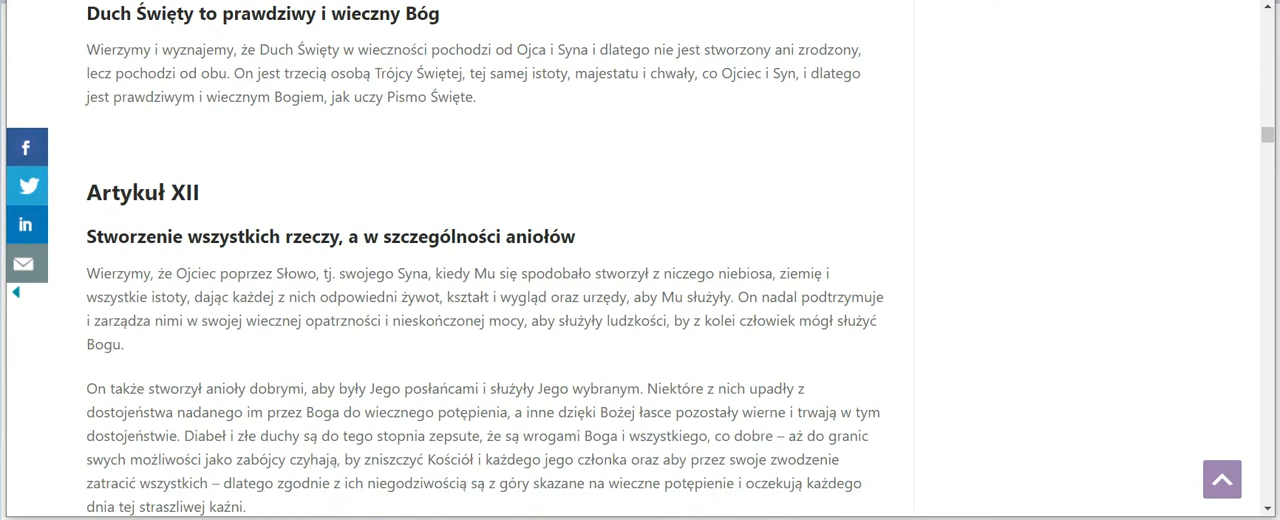 Duch Święty to prawdziwy i wieczny Bóg
Wierzymy i wyznajemy, że Duch Święty w wieczności pochodzi od Ojca i Syna i dlatego nie jest stworzony ani zrodzony,
lecz pochodzi od obu. On jest trzecią osobą Trójcy Świętej, tej samej istoty, majestatu i chwały, co Ojciec i Syn, i dlatego
jest prawdziwym i wiecznym Bogiem, jak uczy Pismo Święte.
f
in
Artykuł XII
Stworzenie wszystkich rzeczy, a w szczególności aniołów
Wierzymy, że Ojciec poprzez Słowo, tj. swojego Syna, kiedy Mu się spodobało stworzył z niczego niebiosa, ziemię i
wszystkie istoty, dając każdej z nich odpowiedni żywot, kształt i wygląd oraz urzędy, aby Mu służyły. On nadal podtrzymuje
i zarządza nimi w swojej wiecznej opatrzności i nieskończonej mocy, aby służyły ludzkości, by z kolei człowiek mógł służyć
Bogu.
On także stworzył anioły dobrymi, aby były Jego posłańcami i służyły Jego wybranym. Niektóre z nich upadły z
dostojeństwa nadanego im przez Boga do wiecznego potępienia, a inne dzięki Bożej łasce pozostały wierne i trwają w tym
dostojeństwie. Diabeł i złe duchy są do tego stopnia zepsute, że są wrogami Boga i wszystkiego, co dobre – aż do granic
swych możliwości jako zabójcy czyhają, by zniszczyć Kościół i każdego jego członka oraz aby przez swoje zwodzenie
zatracić wszystkich – dlatego zgodnie z ich niegodziwością są z góry skazane na wieczne potępienie i oczekują każdego
dnia tej straszliwej kaźni.